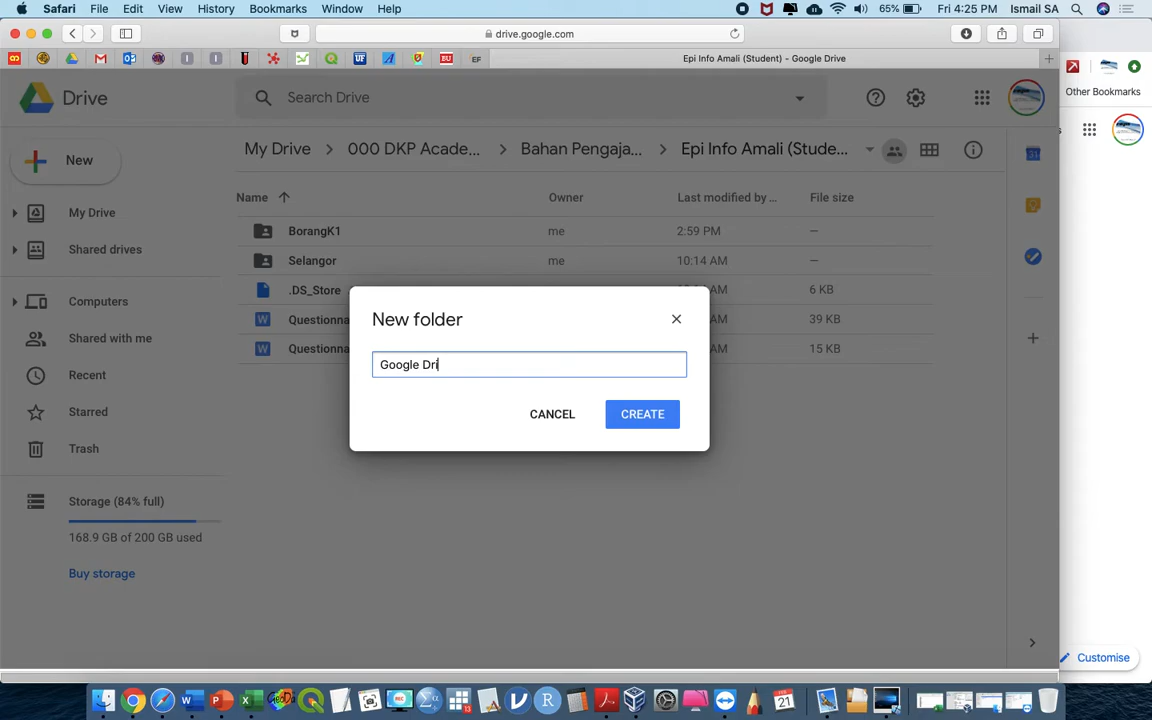 Safari File Edit View History Bookmarks Window Help 65% Fri 4:25 PM Ismail SA
drive.google.com
Epi Info Amali (Student) - Google Drive
Other Bookmarks
Drive
Search Drive
New
My Drive > 000 DKP Acade... > Bahan Pengaja... > Epi Info Amali (Stude...
Name Owner Last modified by ... File size
My Drive
Shared drives
Computers
Shared with me
Recent
Starred
Trash
Storage (84% full)
168.9 GB of 200 GB used
Buy storage
BorangK1 me 2:59 PM —
Selangor me 10:14 AM —
.DS_Store 6 KB
Questionna AM 39 KB
Questionna AM 15 KB
New folder
Google Dri
CANCEL CREATE
Customise